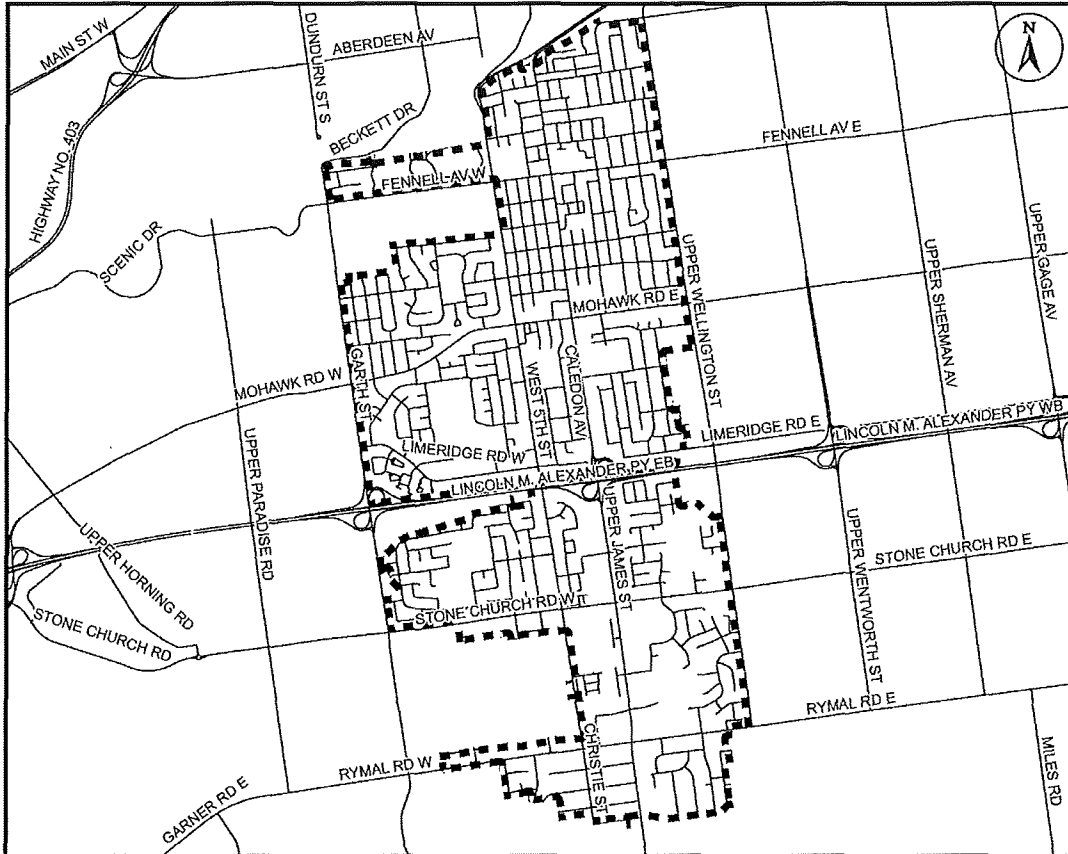 MAIN ST W
DUNDURN ST S
ABERDEEN AV
N
HIGHWAY NO. 403
BECKETT DR
FENNELL AV E
FENNELL AV W
SCENIC DR
UPPER GAGE AV
UPPER SHERMAN AV
UPPER WELLINGTON ST
MOHAWK RD E
GARTH ST
CALEDON AV
WEST 5TH ST
MOHAWK RD W
LIMERIDGE RD E
LINCOLN M. ALEXANDER PY WB
LIMERIDGE RD W
LINCOLN M. ALEXANDER PY EB
UPPER PARADISE RD
UPPER HORNING RD
UPPER JAMES ST
UPPER WENTWORTH ST
STONE CHURCH RD E
STONE CHURCH RD W
STONE CHURCH RD
RYMAL RD E
CHRISTIE ST
RYMAL RD W
MILES RD
GARNER RD E